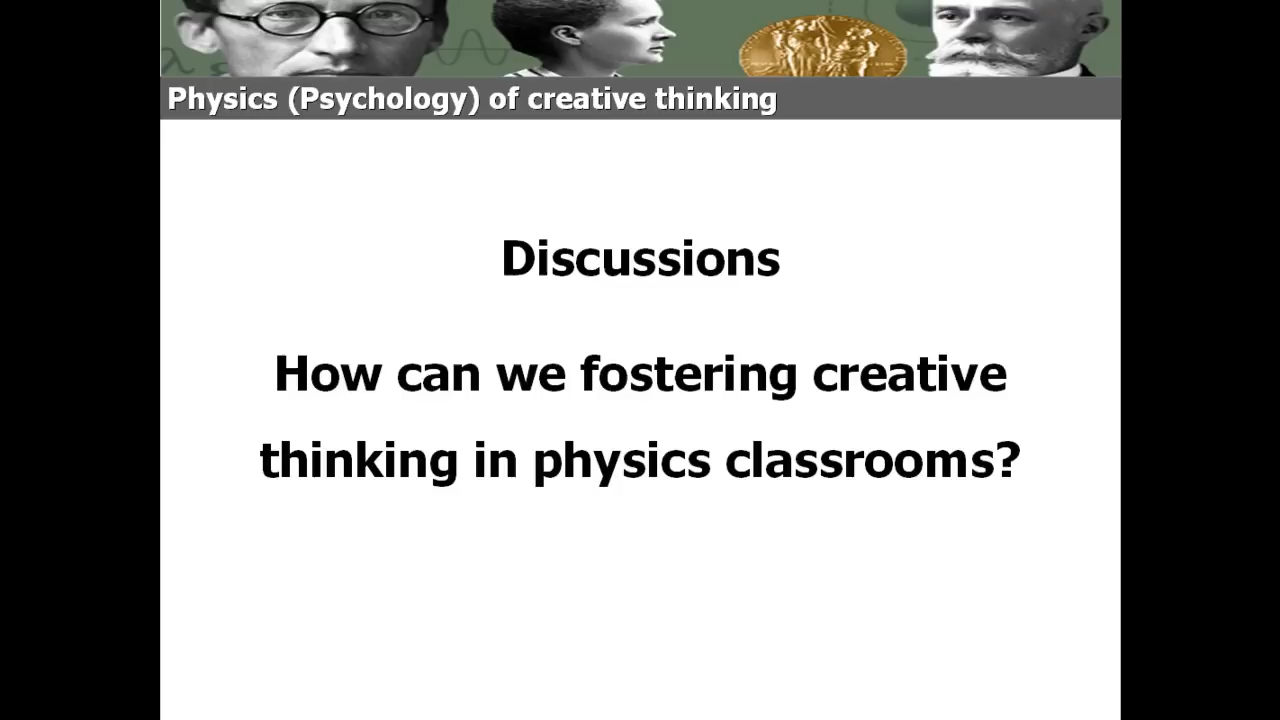 Physics (Psychology) of creative thinking
Discussions
How can we fostering creative
thinking in physics classrooms?